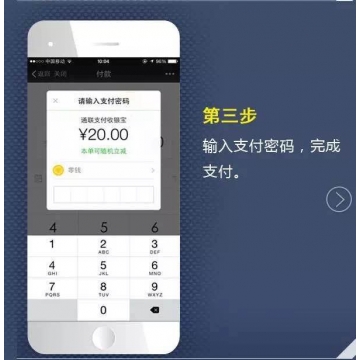 中国移动 10:04 96%
返回 关闭 付款
请输入支付密码
通联支付收银宝
¥20.00
本单可随机立减
零钱
4 5 6
1 2 ABC 3 DEF
4 GHI 5 JKL 6 MNO
7 PQRS 8 TUV 9 WXYZ
0
第三步
输入支付密码，完成
支付。